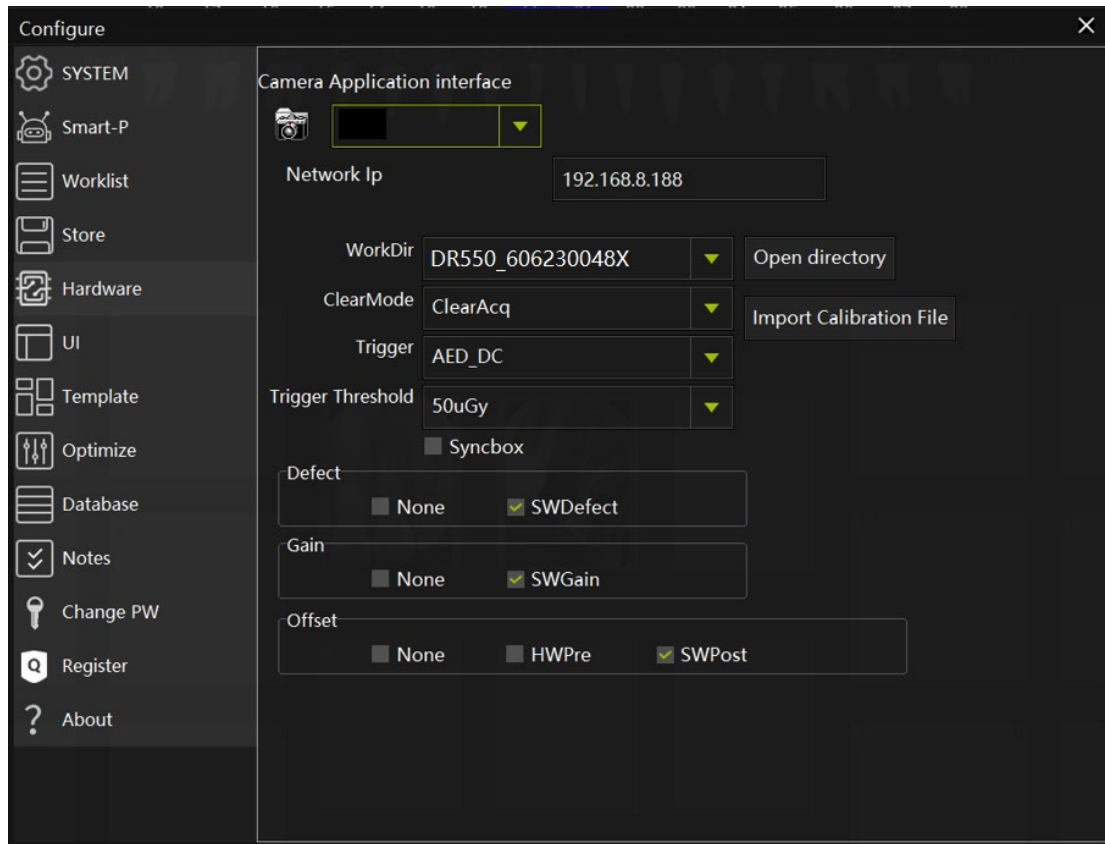 Configure
SYSTEM
Smart-P
Worklist
Store
Hardware
UI
Template
Optimize
Database
Notes
Change PW
Register
About
Camera Application interface
Network Ip 192.168.8.188
WorkDir DR550_606230048X Open directory
ClearMode ClearAcq Import Calibration File
Trigger AED_DC
Trigger Threshold 50uGy
Syncbox
Defect
None SWDefect
Gain
None SWGain
Offset
None HWPre SWPost